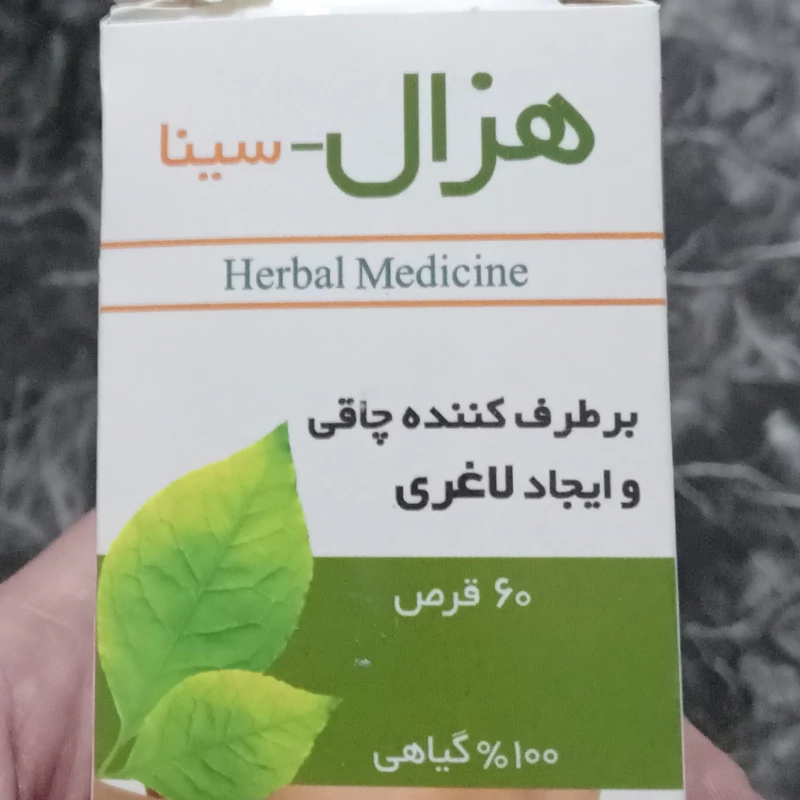 هزال-سینا
Herbal Medicine
برطرف کننده چاقی
و ایجاد لاغری
۶۰ قرص
۱۰۰% گیاهی